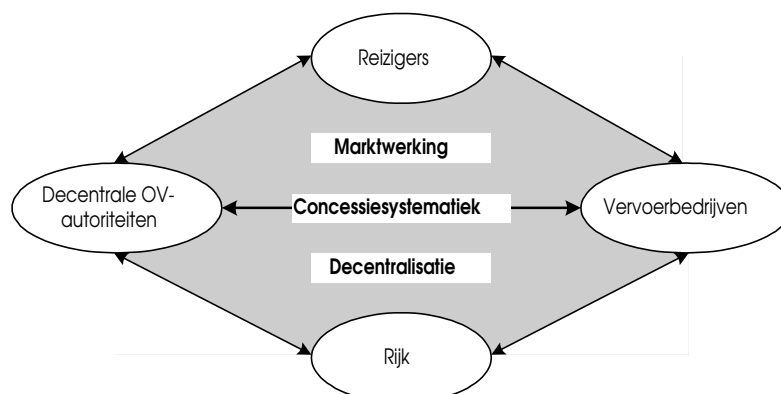 Reizigers
Marktwerking
Decentrale OV-
autoriteiten
Concessiesystematiek
Vervoerbedrijven
Decentralisatie
Rijk